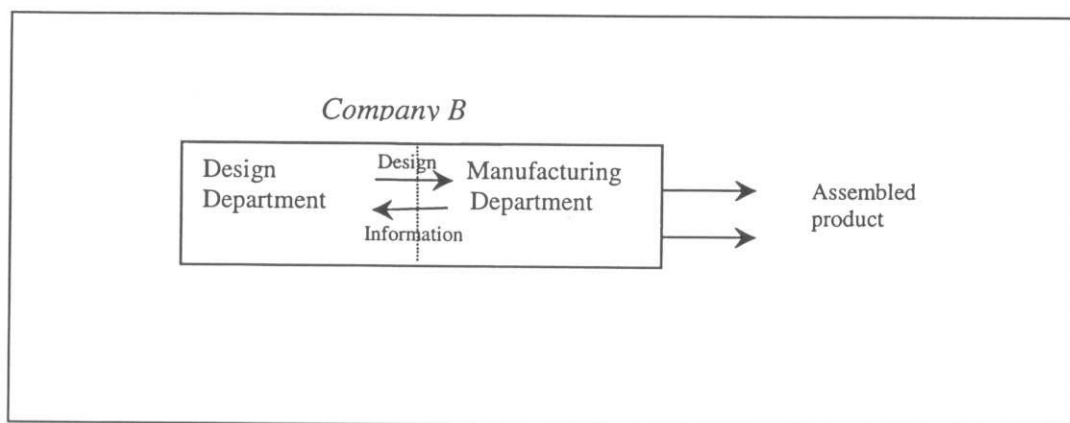 Company B
Design
Department
Design
Information
Manufacturing
Department
Assembled
product